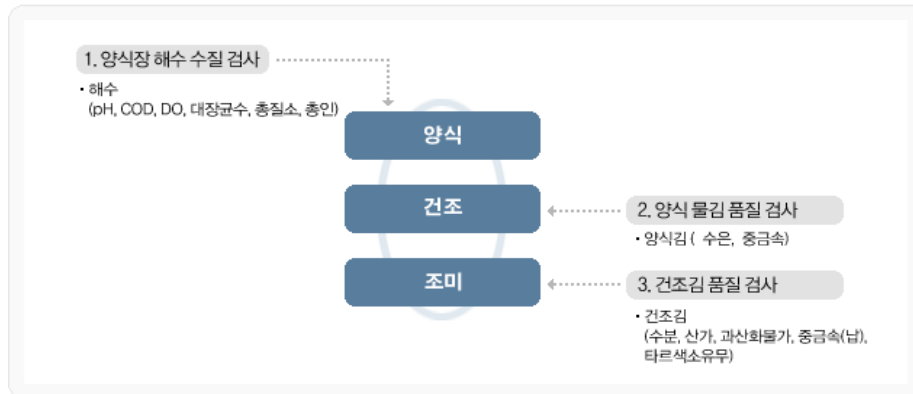 1. 양식장 해수 수질 검사
• 해수
(pH, COD, DO, 대장균수, 총질소, 총인)
양식
건조
2. 양식 물김 품질 검사
• 양식김 ( 수은, 중금속)
조미
3. 건조김 품질 검사
• 건조김
(수분, 산가, 과산화물가, 중금속(납),
타르색소유무)